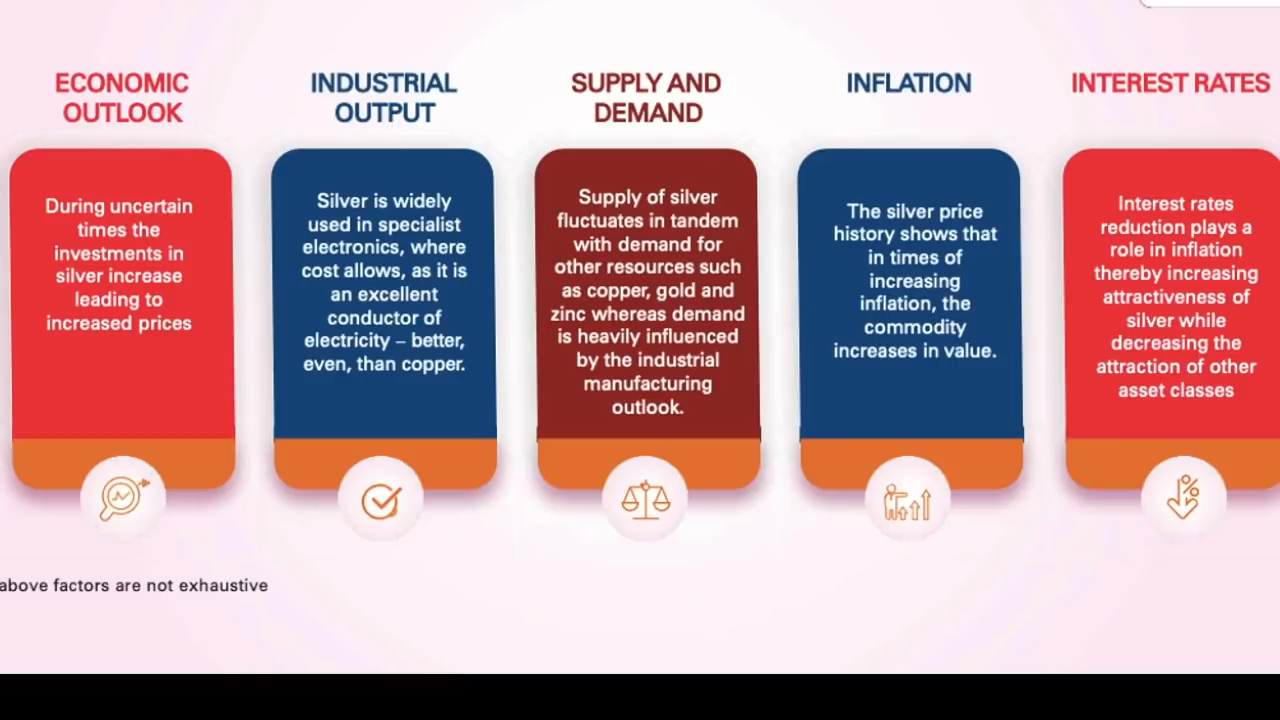 ECONOMIC
OUTLOOK
During uncertain
times the
investments in
silver increase
leading to
increased prices
INDUSTRIAL
OUTPUT
Silver is widely
used in specialist
electronics, where
cost allows, as it is
an excellent
conductor of
electricity – better,
even, than copper.
SUPPLY AND
DEMAND
Supply of silver
fluctuates in tandem
with demand for
other resources such
as copper, gold and
zinc whereas demand
is heavily influenced
by the industrial
manufacturing
outlook.
INFLATION
The silver price
history shows that
in times of
increasing
inflation, the
commodity
increases in value.
INTEREST RATES
Interest rates
reduction plays a
role in inflation
thereby increasing
attractiveness of
silver while
decreasing the
attraction of other
asset classes
%
above factors are not exhaustive